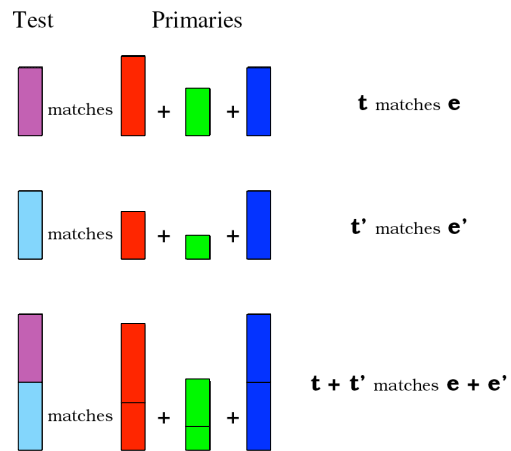 Test Primaries
matches + + t matches e
matches + + t’ matches e’
matches + + t + t’ matches e + e’